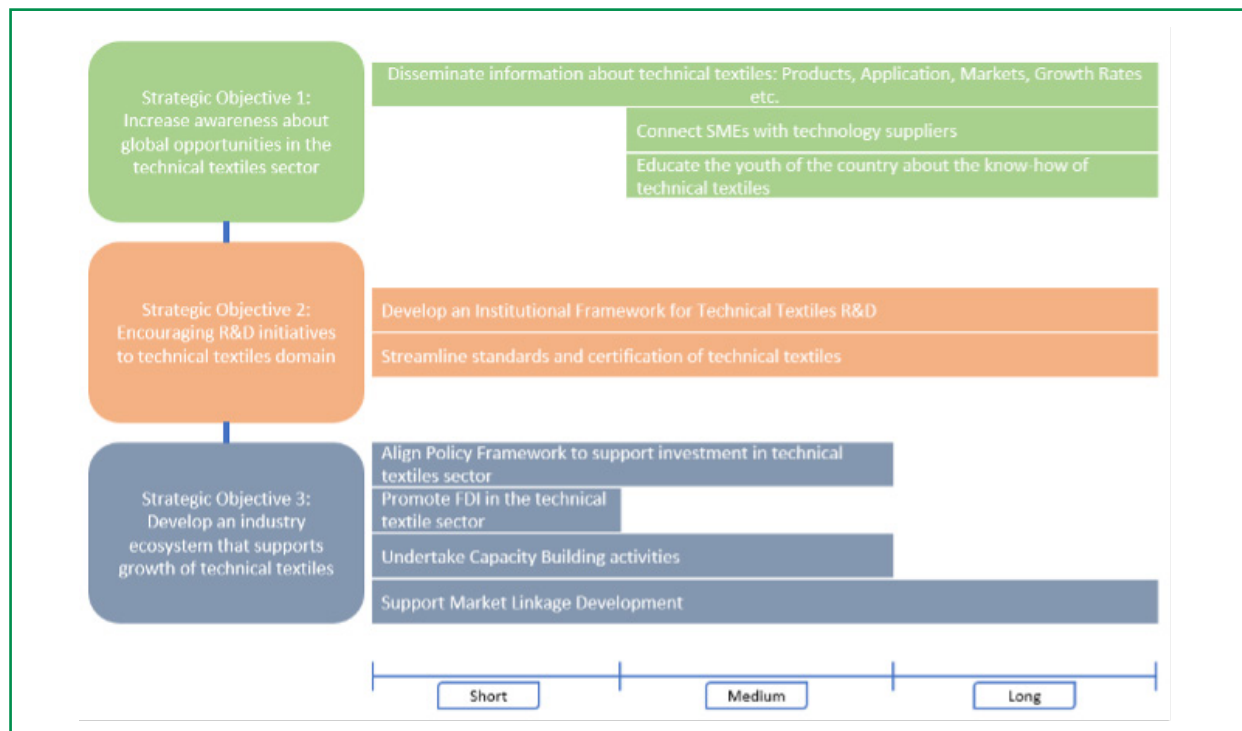 Strategic Objective 1:
Increase awareness about
global opportunities in the
technical textiles sector
Disseminate information about technical textiles: Products, Application, Markets, Growth Rates
etc.
Connect SMEs with technology suppliers
Educate the youth of the country about the know-how of
technical textiles
Strategic Objective 2:
Encouraging R&D initiatives
to technical textiles domain
Develop an Institutional Framework for Technical Textiles R&D
Streamline standards and certification of technical textiles
Strategic Objective 3:
Develop an industry
ecosystem that supports
growth of technical textiles
Align Policy Framework to support investment in technical
textiles sector
Promote FDI in the technical
textile sector
Undertake Capacity Building activities
Support Market Linkage Development
Short
Medium
Long